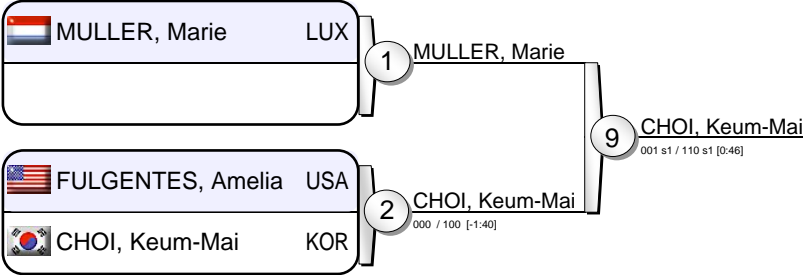 MULLER, Marie LUX
1 MULLER, Marie
9 CHOI, Keum-Mai
001 s1 / 110 s1 [0:46]
FULGENTES, Amelia USA
2 CHOI, Keum-Mai
000 / 100 [-1:40]
CHOI, Keum-Mai KOR